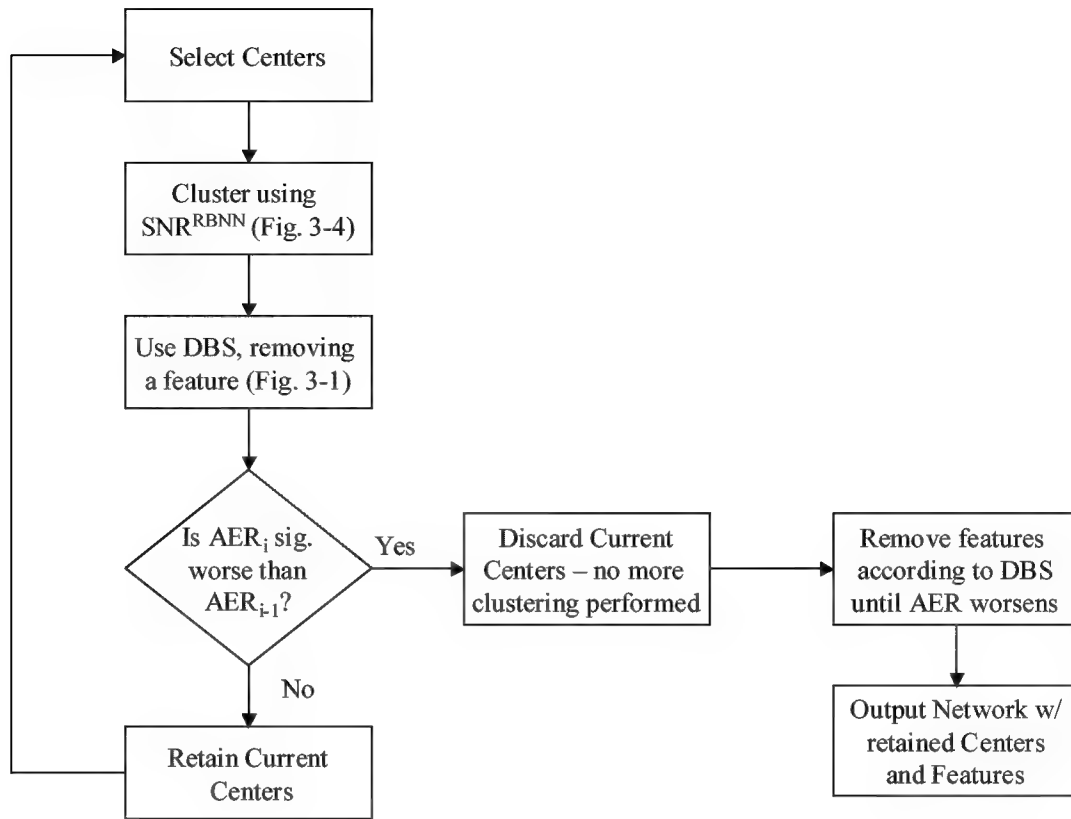 Select Centers
Cluster using
SNR^RBNN (Fig. 3-4)
Use DBS, removing
a feature (Fig. 3-1)
Is AER_i sig.
worse than
AER_i-1?
Yes
No
Retain Current
Centers
Discard Current
Centers – no more
clustering performed
Remove features
according to DBS
until AER worsens
Output Network w/
retained Centers
and Features